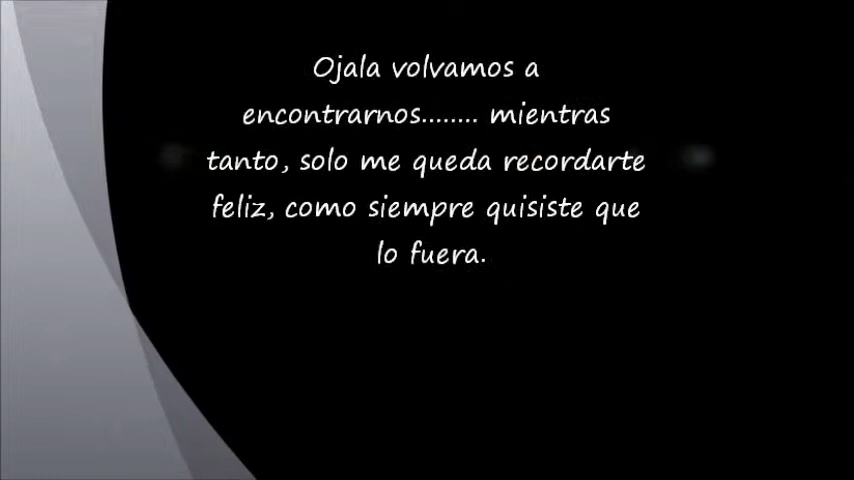 Ojala volvamos a
encontrarnos........ mientras
tanto, solo me queda recordarte
feliz, como siempre quisiste que
lo fuera.